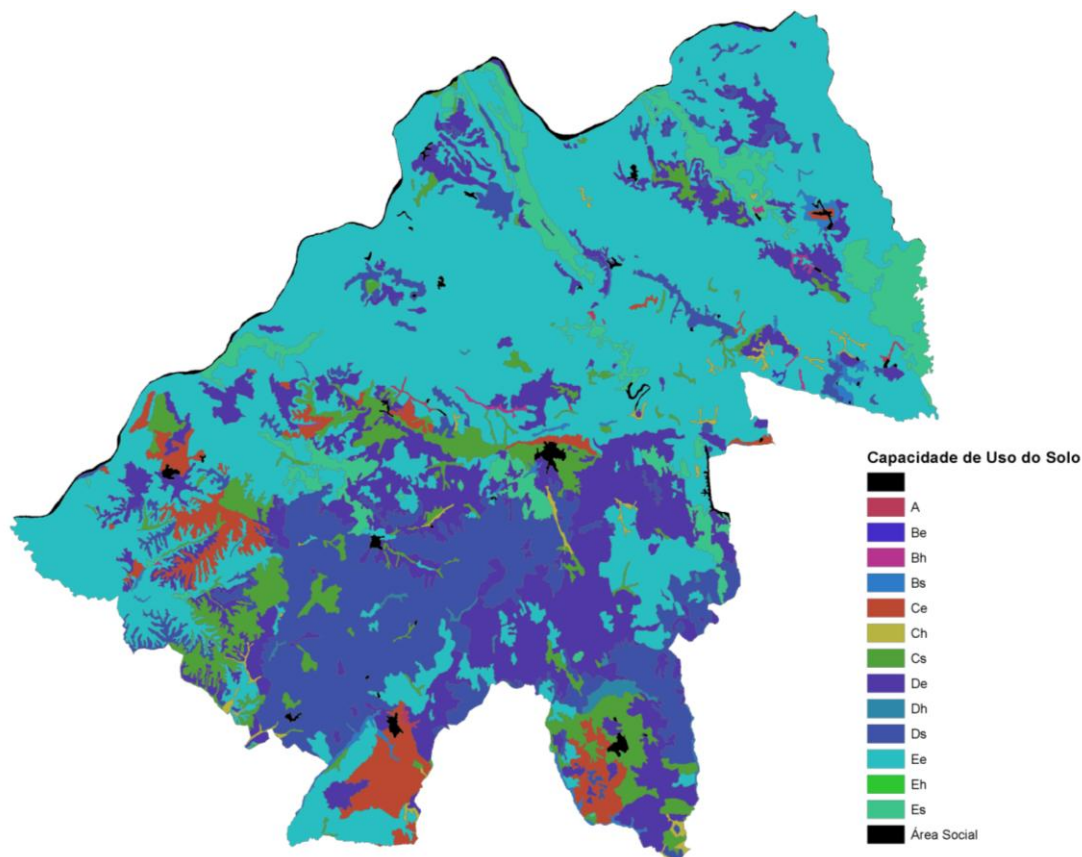 Capacidade de Uso do Solo
A
Be
Bh
Bs
Ce
Ch
Cs
De
Dh
Ds
Ee
Eh
Es
Área Social